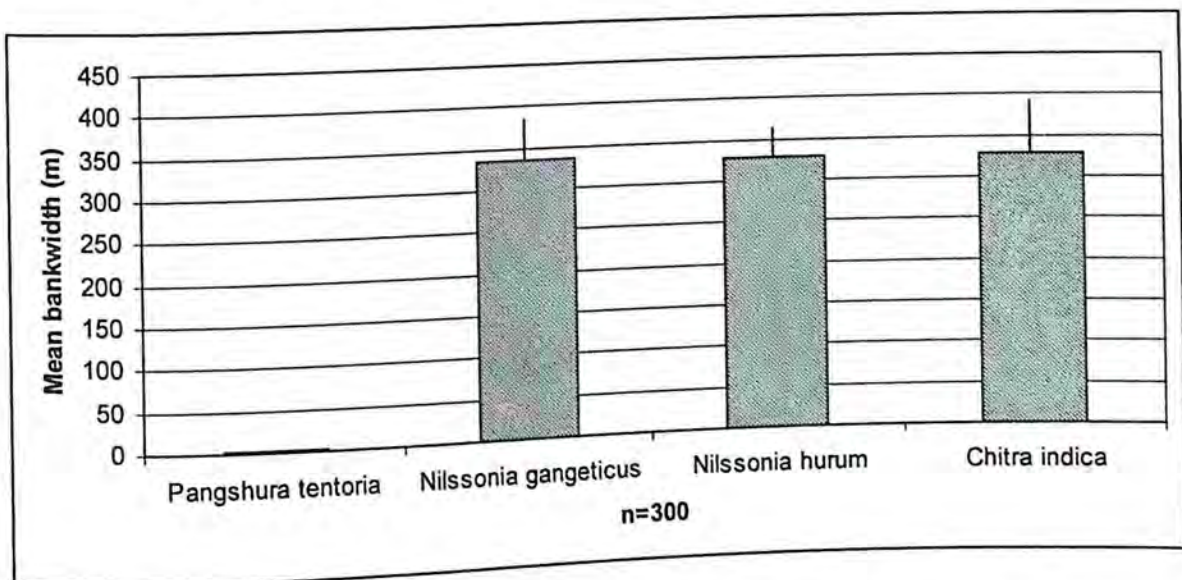 450
400
350
300
250
200
150
100
50
0
Mean bankwidth (m)
Pangshura tentoria
Nilssonia gangeticus
Nilssonia hurum
Chitra indica
n=300